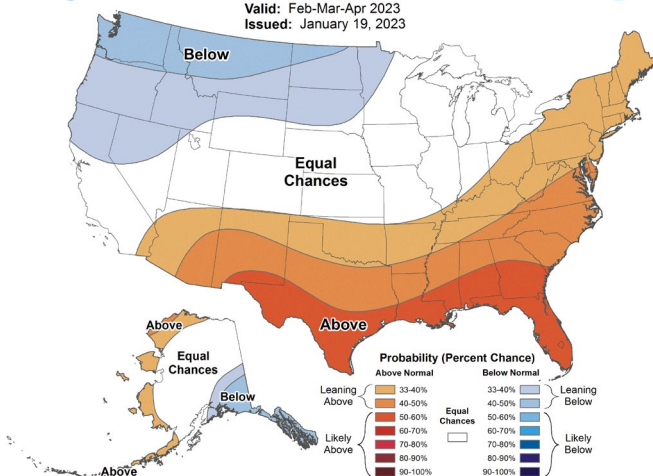 Valid: Feb-Mar-Apr 2023
Issued: January 19, 2023
Below
Equal
Chances
Above
Above
Equal
Chances
Below
Above
Probability (Percent Chance)
Above Normal
Below Normal
Leaning
Above
33-40%
40-50%
Likely
Above
50-60%
60-70%
70-80%
80-90%
90-100%
Equal
Chances
33-40%
40-50%
Leaning
Below
50-60%
60-70%
70-80%
80-90%
90-100%
Likely
Below